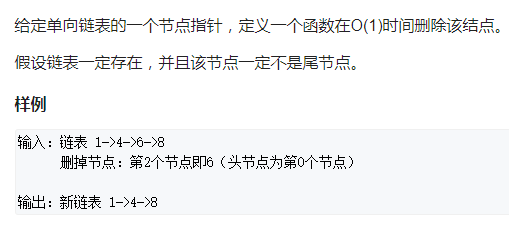 给定单向链表的一个节点指针，定义一个函数在O(1)时间删除该结点。
假设链表一定存在，并且该节点一定不是尾节点。
样例
输入：链表 1->4->6->8
删掉节点：第2个节点即6（头节点为第0个节点）
输出：新链表 1->4->8